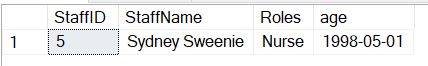 StaffID StaffName Roles age
1 5 Sydney Sweenie Nurse 1998-05-01